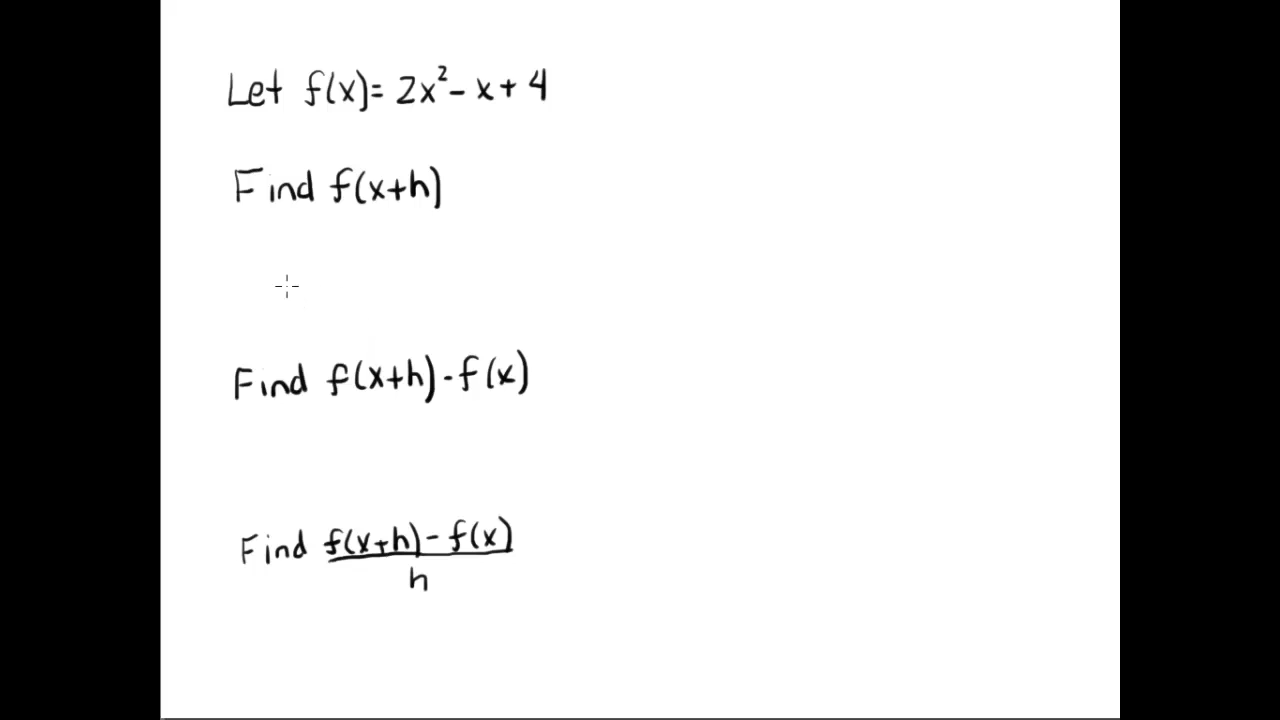 Let f(x)= 2x² - x + 4
Find f(x+h)
Find f(x+h) - f(x)
Find f(x+h) - f(x)
h